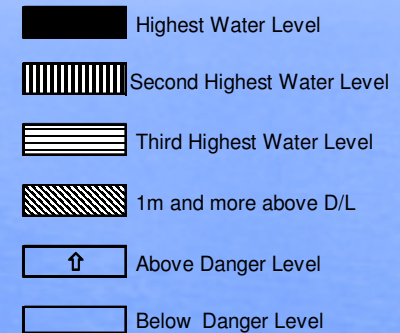 Highest Water Level
Second Highest Water Level
Third Highest Water Level
1m and more above D/L
⇧ Above Danger Level
Below Danger Level